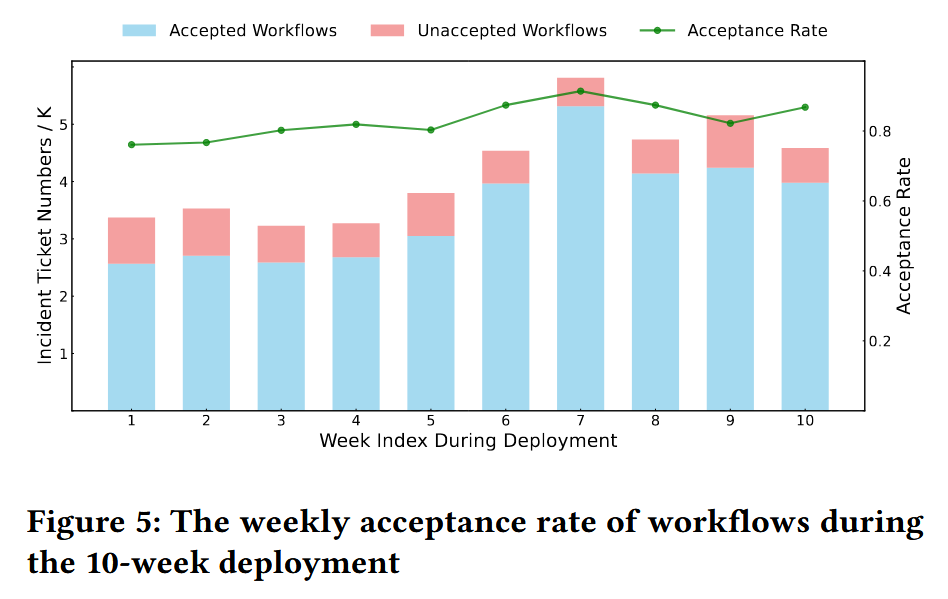 Accepted Workflows Unaccepted Workflows Acceptance Rate
Incident Ticket Numbers / K
5
4
3
2
1
0.8
0.6
0.4
0.2
Acceptance Rate
1 2 3 4 5 6 7 8 9 10
Week Index During Deployment
Figure 5: The weekly acceptance rate of workflows during
the 10-week deployment